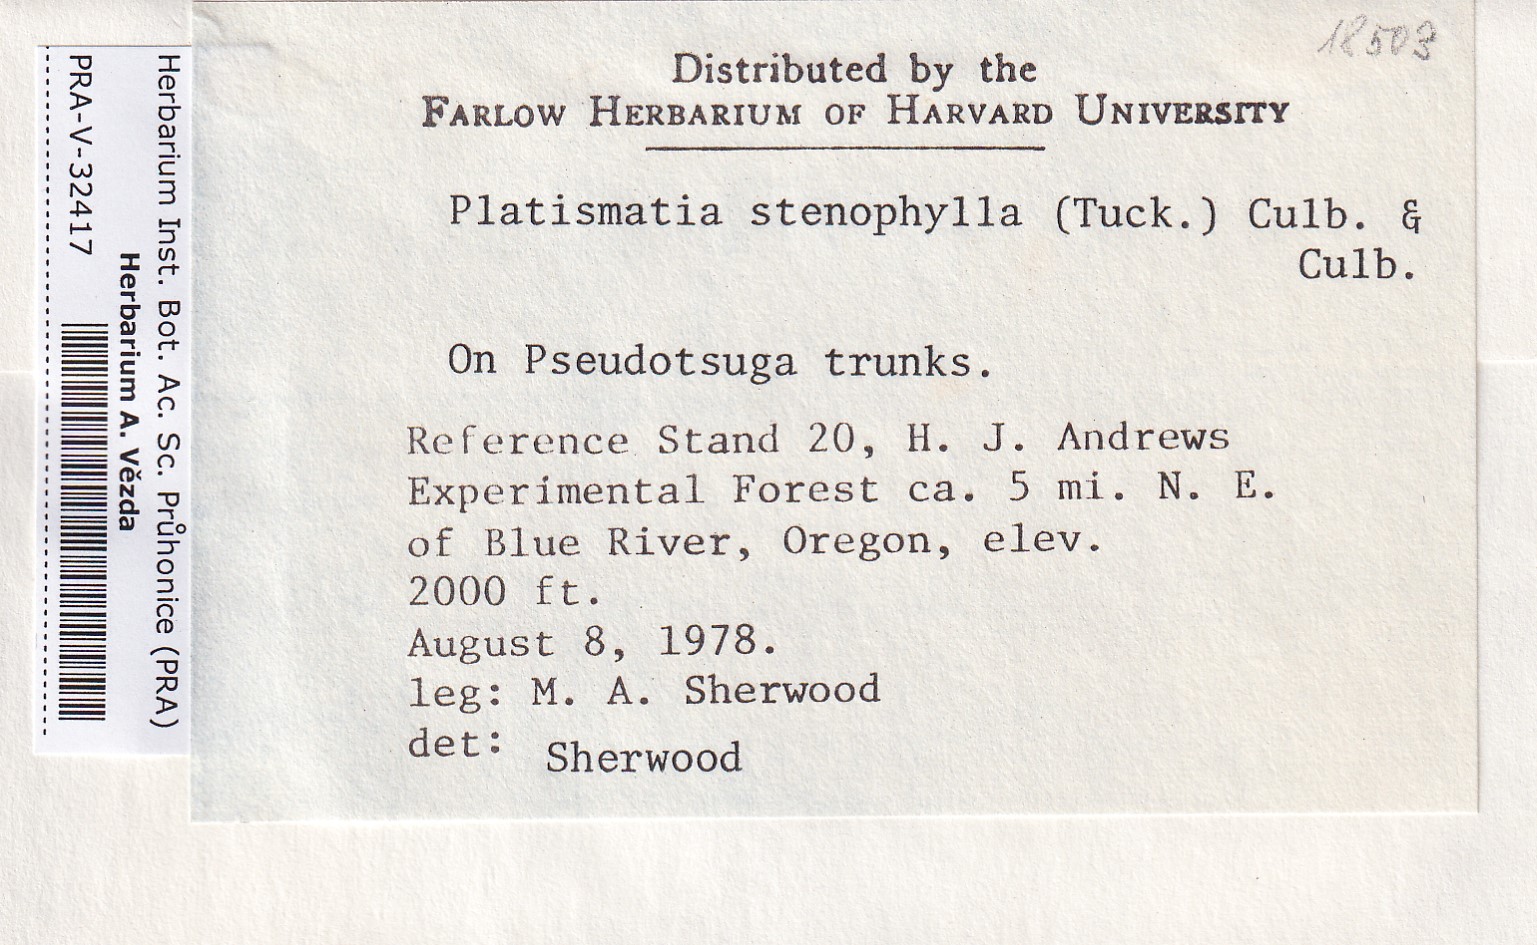 18503
Distributed by the
FARLOW HERBARIUM OF HARVARD UNIVERSITY
Platismatia stenophylla (Tuck.) Culb. &
Culb.
On Pseudotsuga trunks.
Reference Stand 20, H. J. Andrews
Experimental Forest ca. 5 mi. N. E.
of Blue River, Oregon, elev.
2000 ft.
August 8, 1978.
leg: M. A. Sherwood
det: Sherwood
Herbarium Inst. Bot. Ac. Sc. Průhonice (PRA)
Herbarium A. Vězda
PRA-V-32417